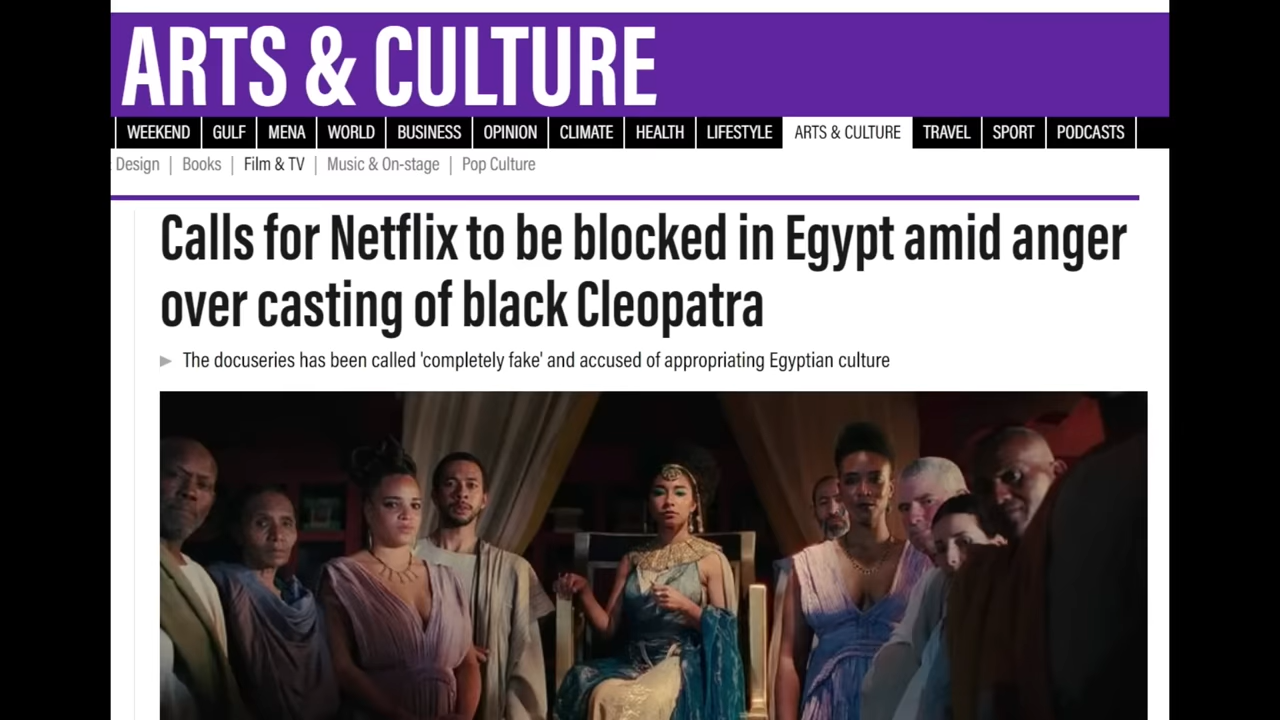 ARTS & CULTURE
WEEKEND GULF MENA WORLD BUSINESS OPINION CLIMATE HEALTH LIFESTYLE ARTS & CULTURE TRAVEL SPORT PODCASTS
Design | Books | Film & TV | Music & On-stage | Pop Culture
Calls for Netflix to be blocked in Egypt amid anger
over casting of black Cleopatra
The docuseries has been called 'completely fake' and accused of appropriating Egyptian culture